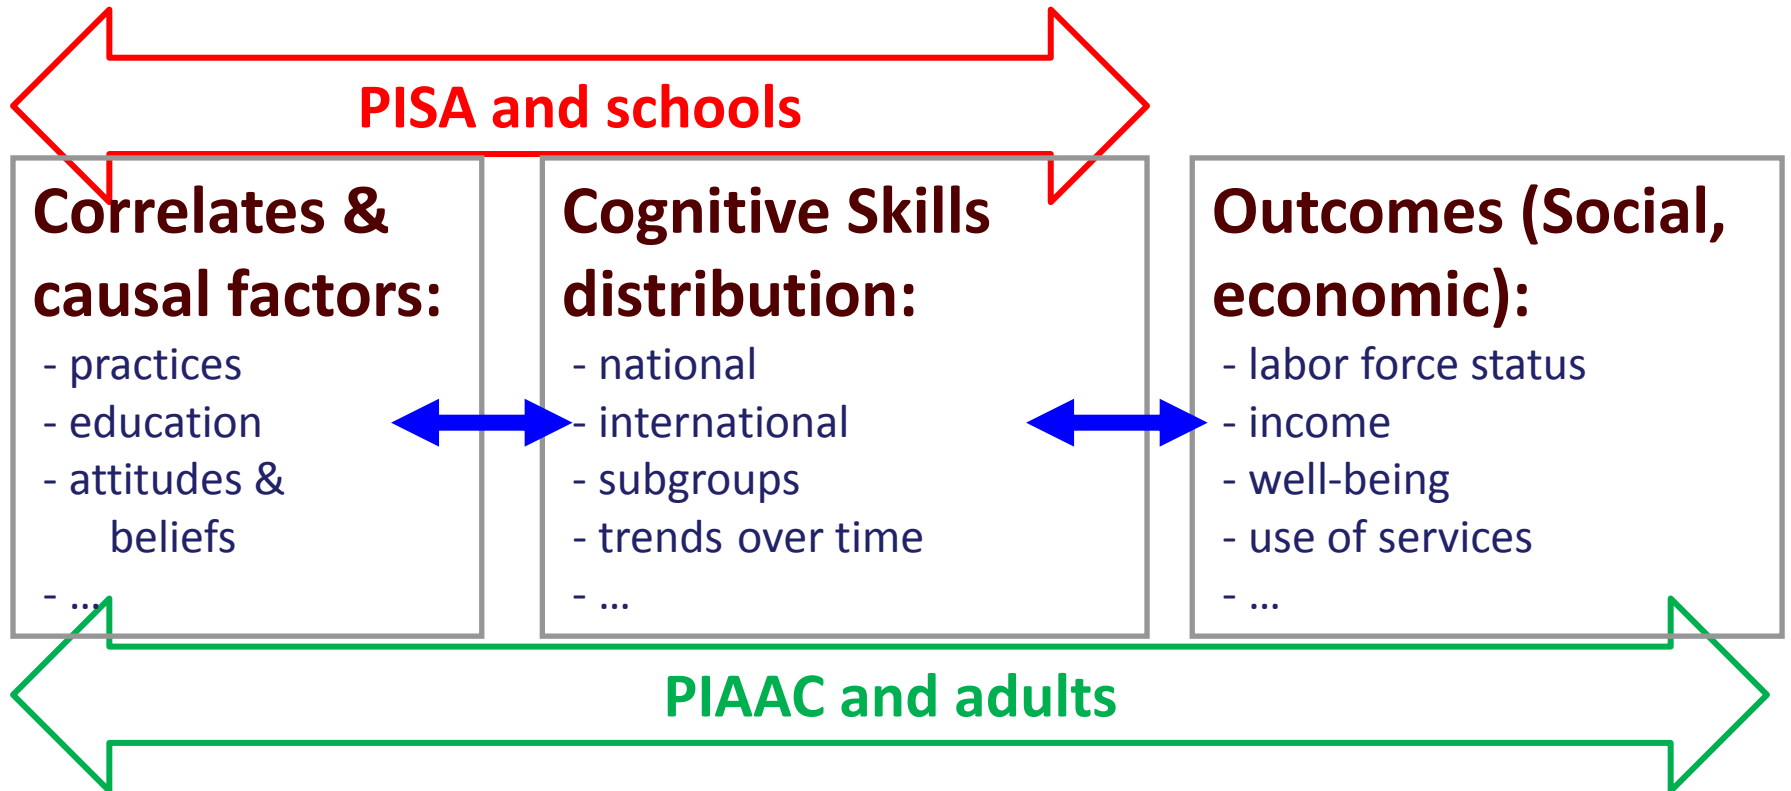 PISA and schools
Correlates &
causal factors:
- practices
- education
- attitudes &
beliefs
- ...
Cognitive Skills
distribution:
- national
- international
- subgroups
- trends over time
- ...
Outcomes (Social,
economic):
- labor force status
- income
- well-being
- use of services
- ...
PIAAC and adults